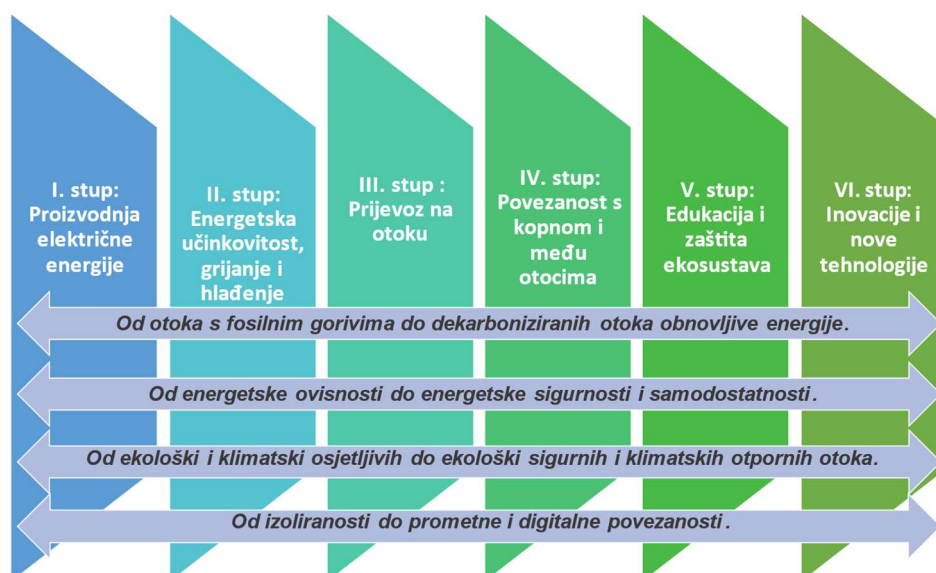 I. stup:
Proizvodnja
električne
energije
II. stup:
Energetska
učinkovitost,
grijanje i
hlađenje
III. stup :
Prijevoz na
otoku
IV. stup:
Povezanost s
kopnom i
među
otocima
V. stup:
Edukacija i
zaštita
ekosustava
VI. stup:
Inovacije i
nove
tehnologije
Od otoka s fosilnim gorivima do dekarboniziranih otoka obnovljive energije.
Od energetske ovisnosti do energetske sigurnosti i samodostatnosti.
Od ekološki i klimatski osjetljivih do ekološki sigurnih i klimatskih otpornih otoka.
Od izoliranosti do prometne i digitalne povezanosti.